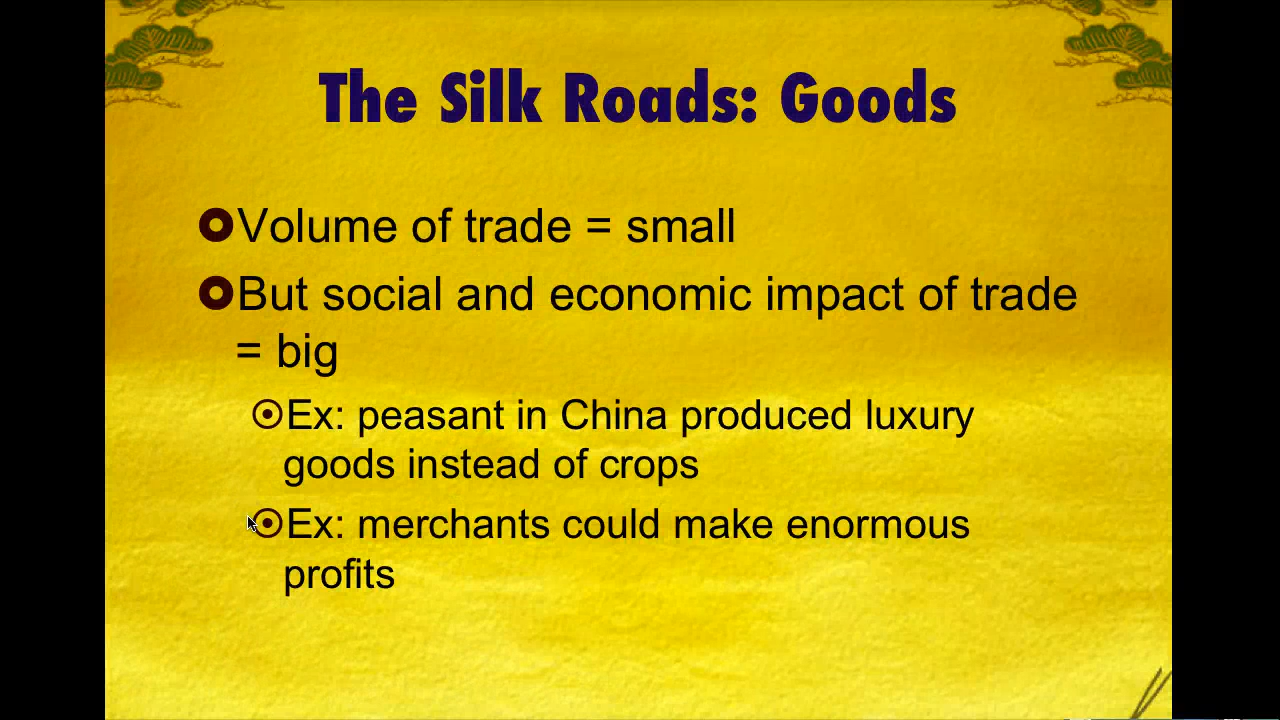 The Silk Roads: Goods
Volume of trade = small
But social and economic impact of trade
= big
Ex: peasant in China produced luxury
goods instead of crops
Ex: merchants could make enormous
profits